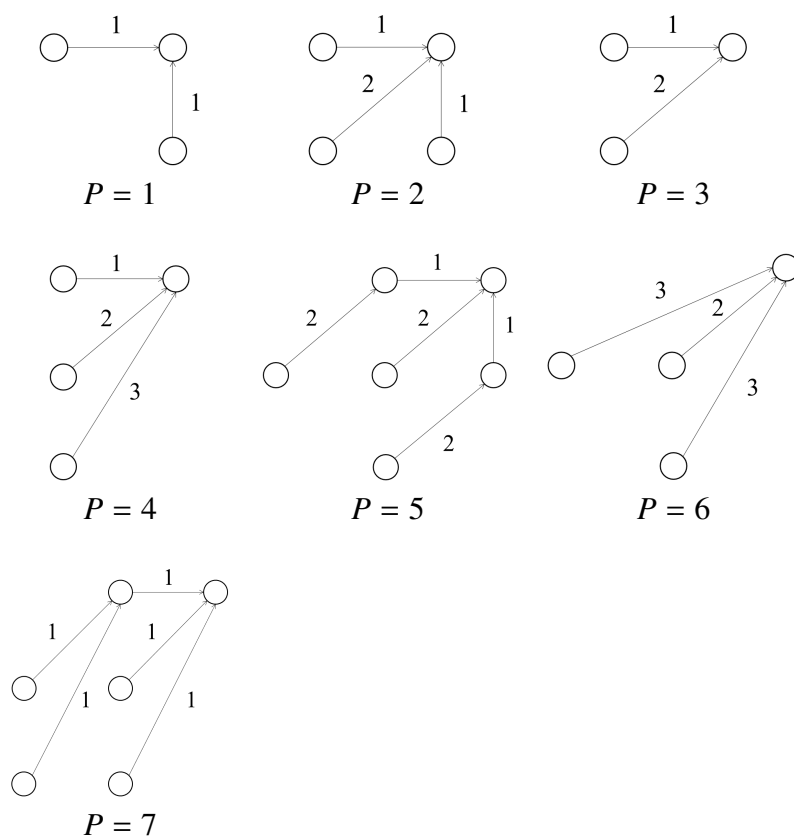 1 1
P = 1
1 2 1
P = 2
1 2
P = 3
1 2 3
P = 4
1 2 2 1 2
P = 5
3 2 3
P = 6
1 1 1 1 1
P = 7